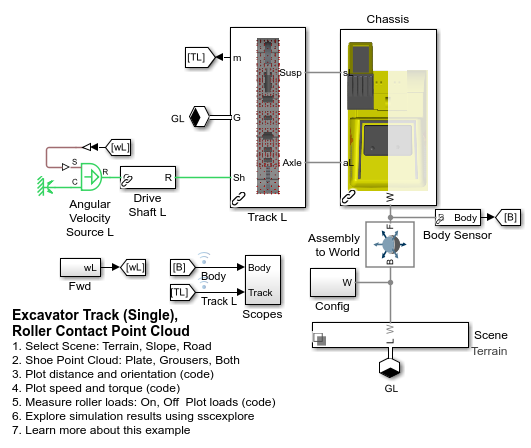 Chassis
[TL]
m
Susp
sL
GL
G
[wL]
S
R
C
R
Sh
Axle
aL
W
Angular
Velocity
Source L
Drive
Shaft L
Track L
F
B
Body
[B]
Body Sensor
Assembly
to World
wL
[wL]
Fwd
[B]
Body
Body
[TL]
Track L
Track
Scopes
W
Config
L W
Scene
Terrain
GL
Excavator Track (Single),
Roller Contact Point Cloud
1. Select Scene: Terrain, Slope, Road
2. Shoe Point Cloud: Plate, Grousers, Both
3. Plot distance and orientation (code)
4. Plot speed and torque (code)
5. Measure roller loads: On, Off Plot loads (code)
6. Explore simulation results using sscexplore
7. Learn more about this example